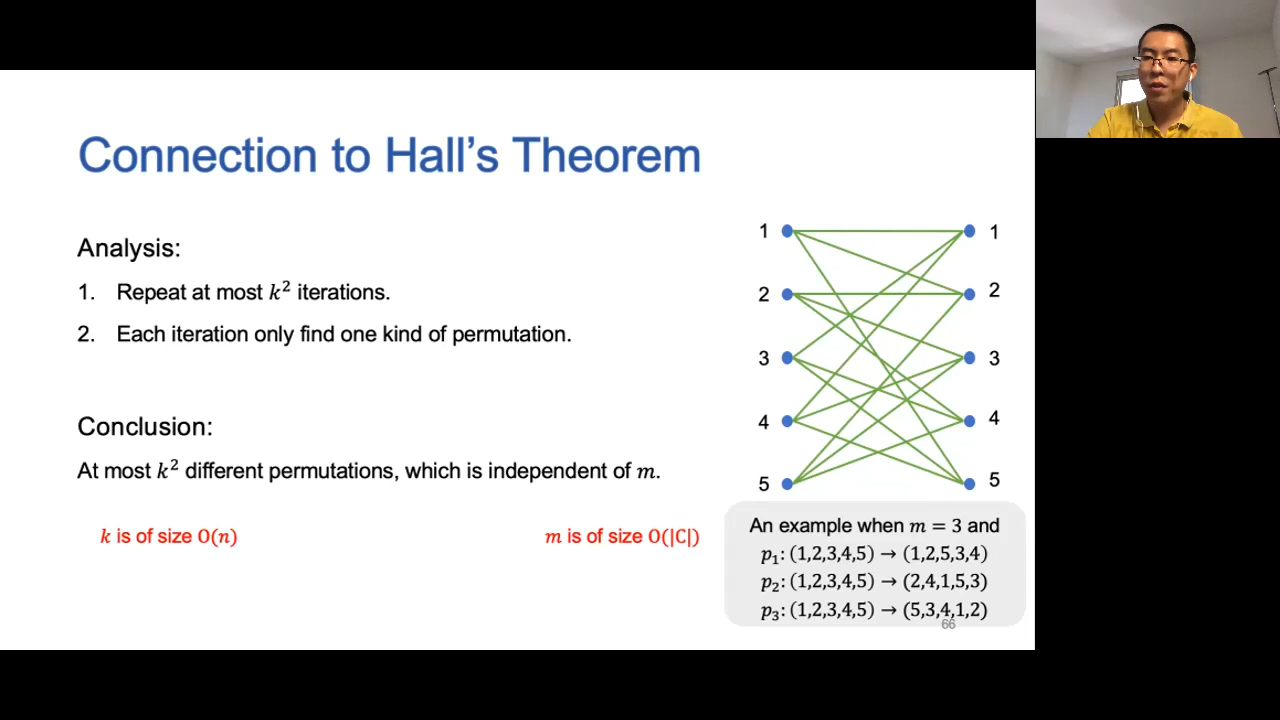 Connection to Hall's Theorem
Analysis:
1. Repeat at most k² iterations.
2. Each iteration only find one kind of permutation.
Conclusion:
At most k² different permutations, which is independent of m.
k is of size O(n)
m is of size O(|C|)
1 1
2 2
3 3
4 4
5 5
An example when m = 3 and
p₁: (1,2,3,4,5) → (1,2,5,3,4)
p₂: (1,2,3,4,5) → (2,4,1,5,3)
p₃: (1,2,3,4,5) → (5,3,4,1,2)
66